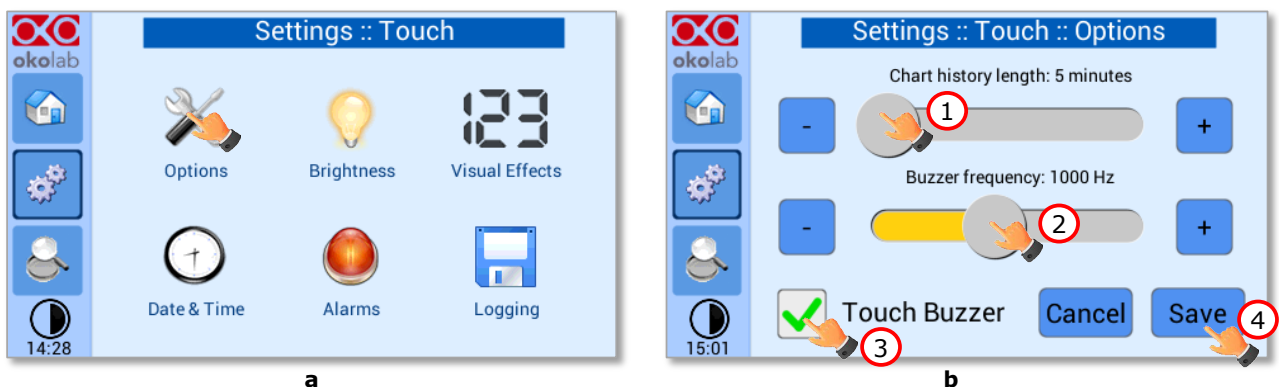 okolab
Settings :: Touch
Options
Brightness
123
Visual Effects
Date & Time
Alarms
Logging
14:28
a
okolab
Settings :: Touch :: Options
Chart history length: 5 minutes
-
1
+
Buzzer frequency: 1000 Hz
-
2
+
Touch Buzzer
3
Cancel
Save
4
15:01
b